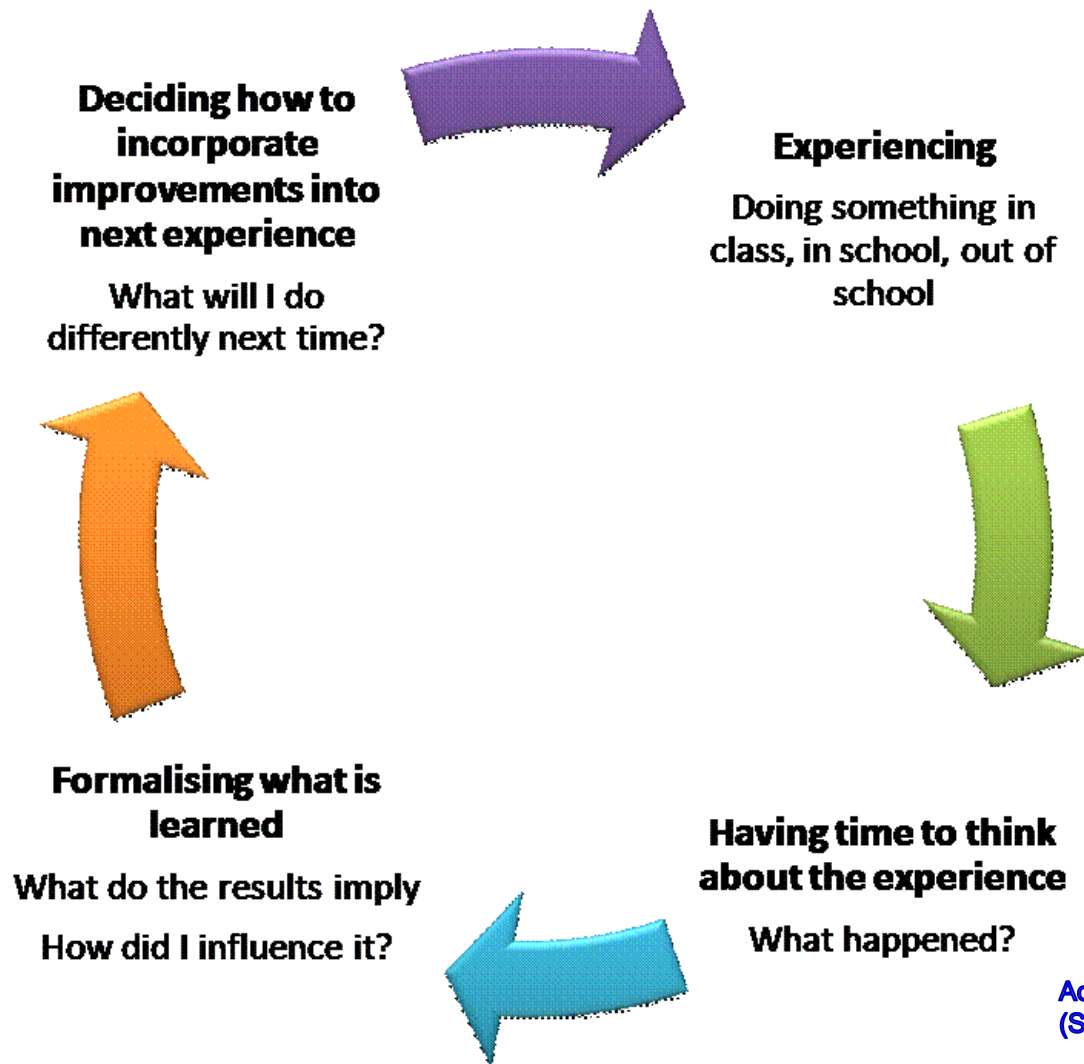 Deciding how to
incorporate
improvements into
next experience
What will I do
differently next time?
Experiencing
Doing something in
class, in school, out of
school
Having time to think
about the experience
What happened?
Formalising what is
learned
What do the results imply
How did I influence it?